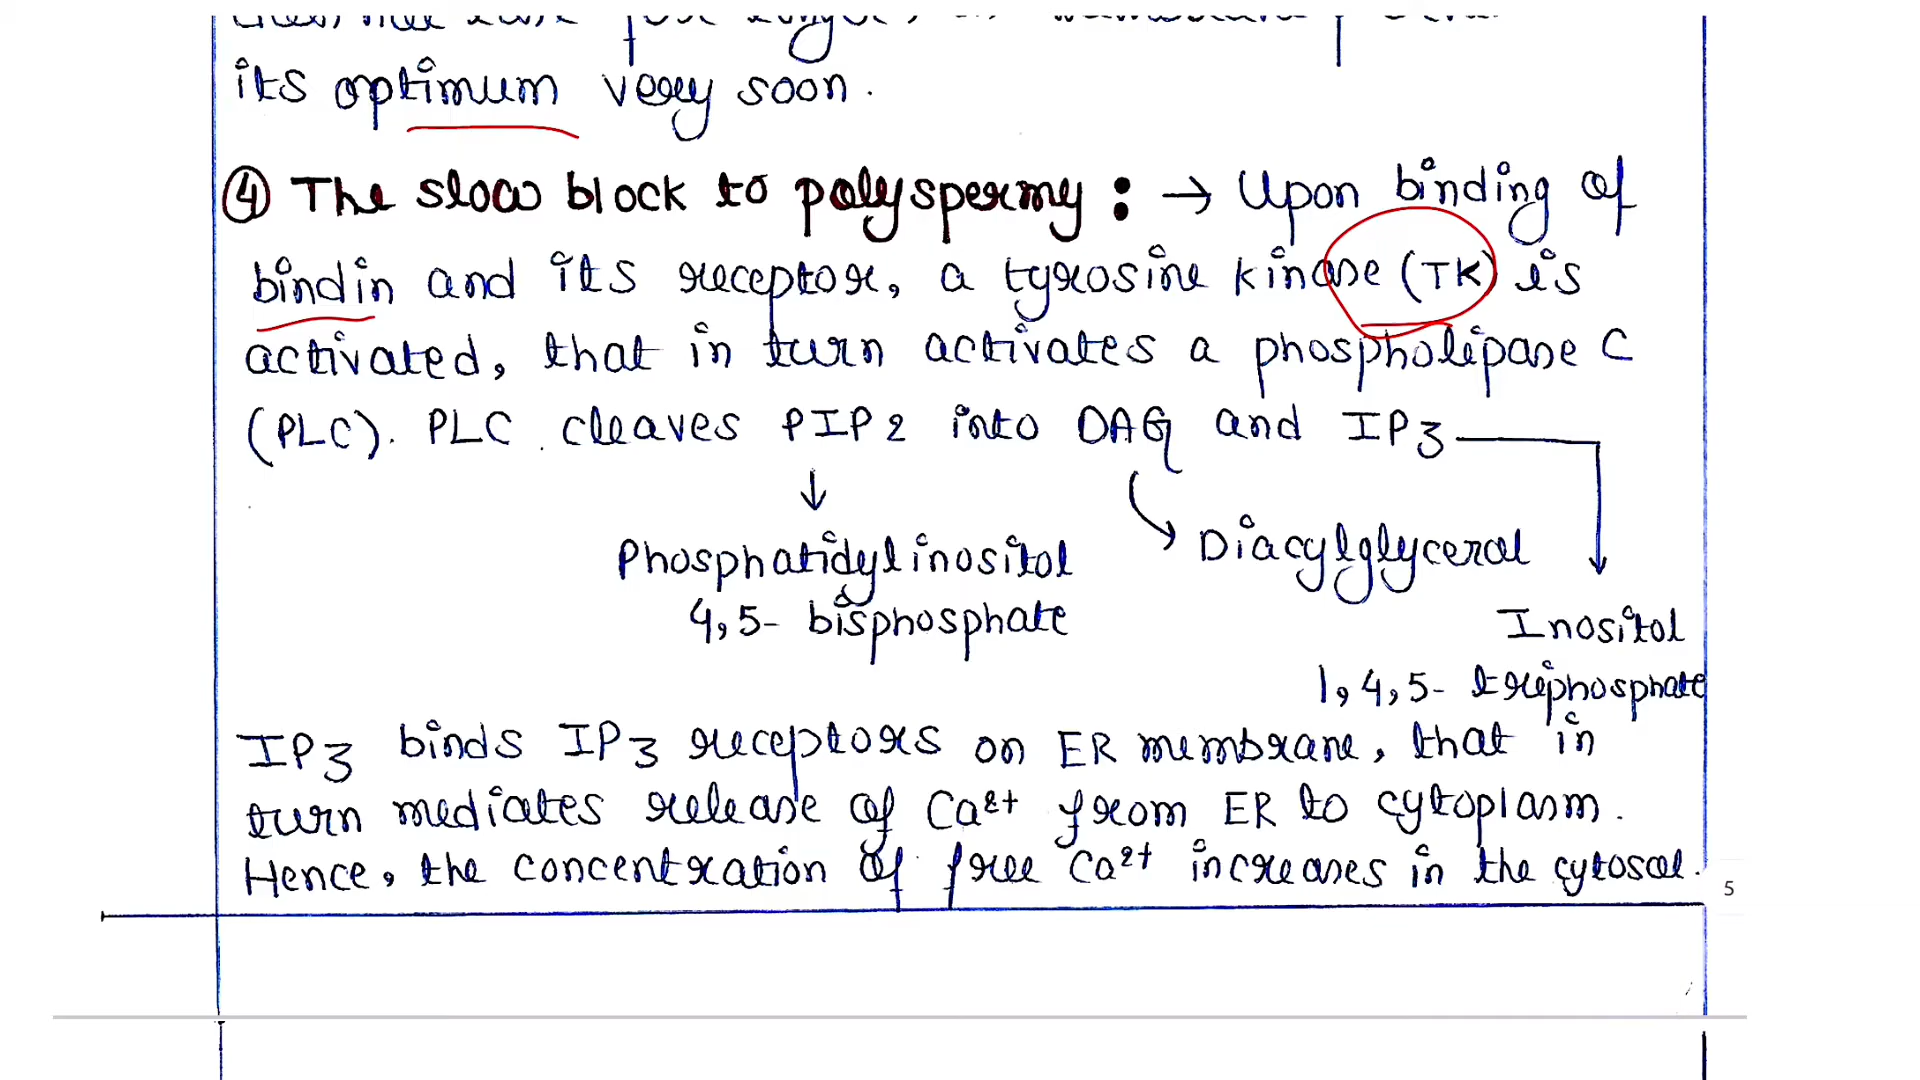 its optimum very soon.
④ The slow block to polyspermy : → Upon binding of
bindin and its receptor, a tyrosine kinase (TK) is
activated, that in turn activates a phospholipase C
(PLC). PLC cleaves PIP2 into DAG and IP3
↓
Phosphatidylinositol
4,5- bisphosphate
Diacylglycerol
Inositol
1,4,5- triphosphate
IP3 binds IP3 receptors on ER membrane, that in
turn mediates release of Ca2+ from ER to cytoplasm.
Hence, the concentration of free Ca2+ increases in the cytosol.
5